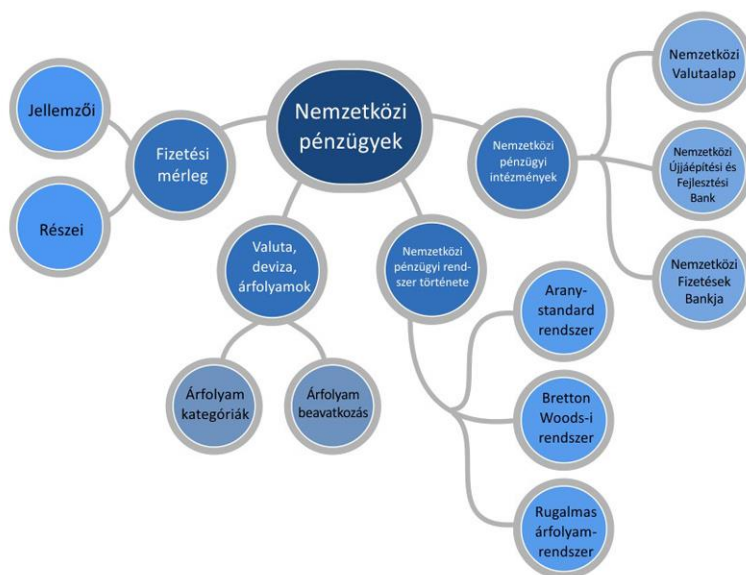 Nemzetközi
pénzügyek
Fizetési
mérleg
Jellemzői
Részei
Valuta,
deviza,
árfolyamok
Árfolyam
kategóriák
Árfolyam
beavatkozás
Nemzetközi
pénzügyi rend-
szer története
Arany-
standard
rendszer
Bretton
Woods-i
rendszer
Rugalmas
árfolyam-
rendszer
Nemzetközi
pénzügyi
intézmények
Nemzetközi
Valutaalap
Nemzetközi
Újjáépítési és
Fejlesztési
Bank
Nemzetközi
Fizetések
Bankja